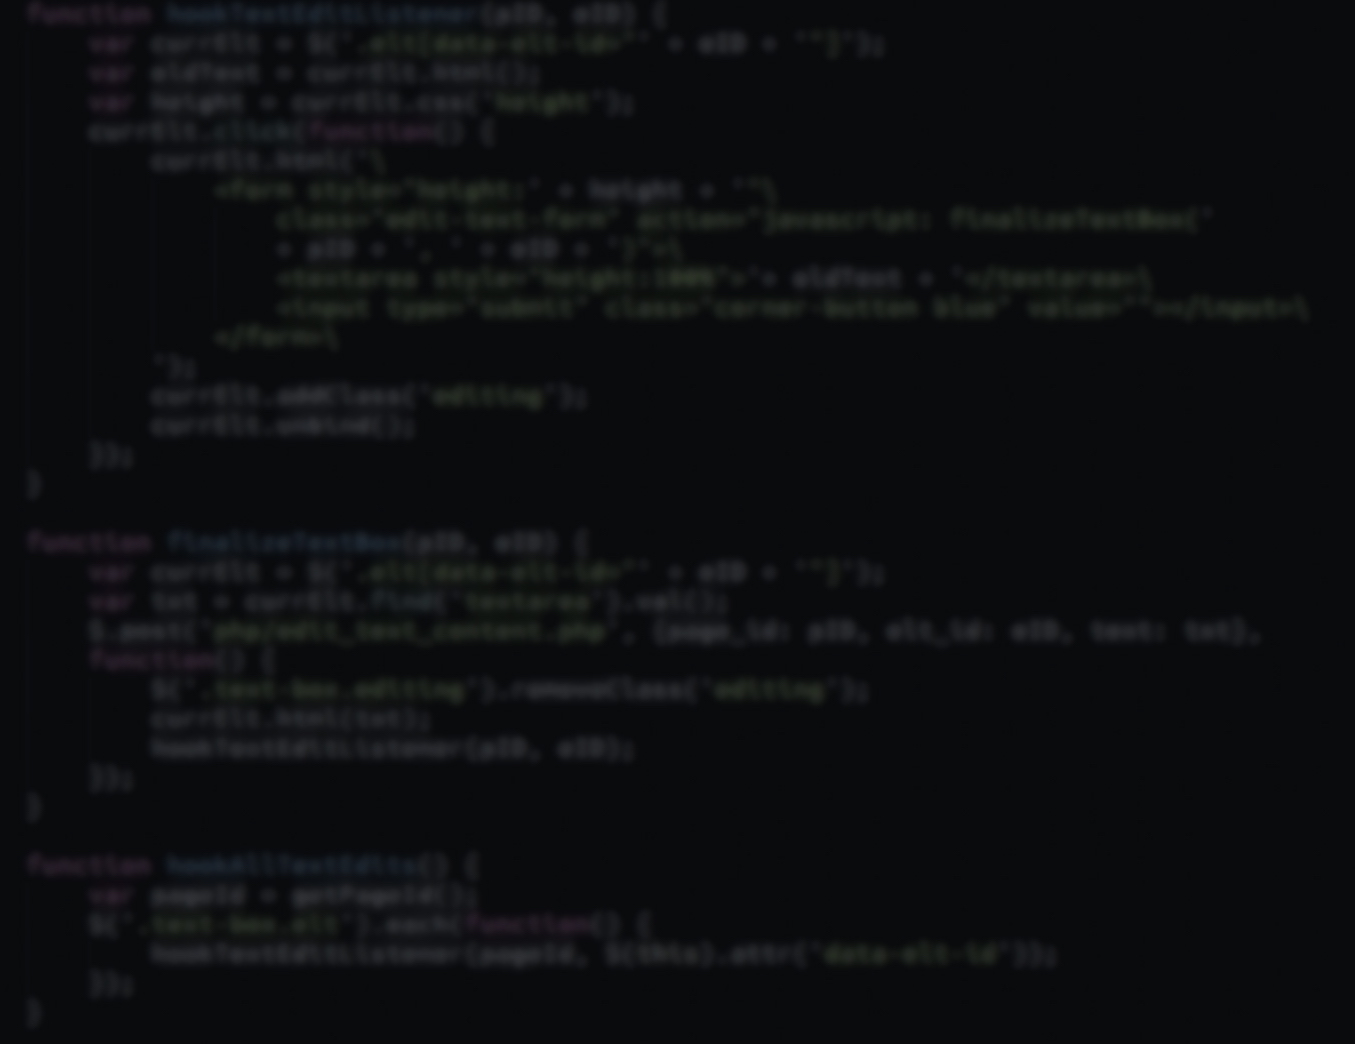 function hookTextEditListener(pID, eID) {
var currElt = $('.elt[data-elt-id="' + eID + '"]');
var oldText = currElt.html();
var height = currElt.css('height');
currElt.click(function() {
currElt.html('\
<form style="height:' + height + '"\
class="edit-text-form" action="javascript: finalizeTextBox('
+ pID + ', ' + eID + ')">\
<textarea style="height:100%">'+ oldText + '</textarea>\
<input type="submit" class="corner-button blue" value=""></input>\
</form>\
');
currElt.addClass('editing');
currElt.unbind();
});
}
function finalizeTextBox(pID, eID) {
var currElt = $('.elt[data-elt-id="' + eID + '"]');
var txt = currElt.find('textarea').val();
$.post('php/edit_text_content.php', {page_id: pID, elt_id: eID, text: txt},
function() {
$('.text-box.editing').removeClass('editing');
currElt.html(txt);
hookTextEditListener(pID, eID);
});
}
function hookAllTextEdits() {
var pageId = getPageId();
$('.text-box.elt').each(function() {
hookTextEditListener(pageId, $(this).attr('data-elt-id'));
});
}